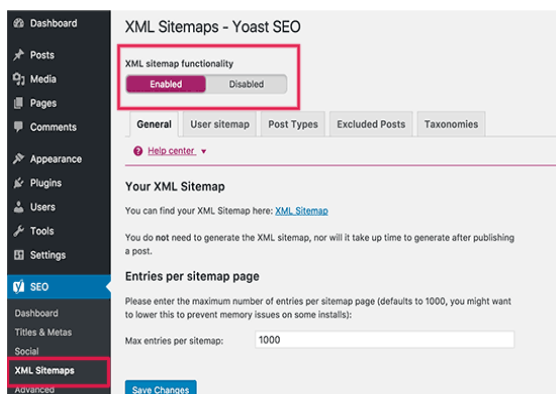 Dashboard
Posts
Media
Pages
Comments
Appearance
Plugins
Users
Tools
Settings
SEO
Dashboard
Titles & Metas
Social
XML Sitemaps
Advanced
XML Sitemaps - Yoast SEO
XML sitemap functionality
Enabled Disabled
General User sitemap Post Types Excluded Posts Taxonomies
Help center
Your XML Sitemap
You can find your XML Sitemap here: XML Sitemap
You do not need to generate the XML sitemap, nor will it take up time to generate after publishing
a post.
Entries per sitemap page
Please enter the maximum number of entries per sitemap page (defaults to 1000, you might want
to lower this to prevent memory issues on some installs):
Max entries per sitemap: 1000
Save Changes